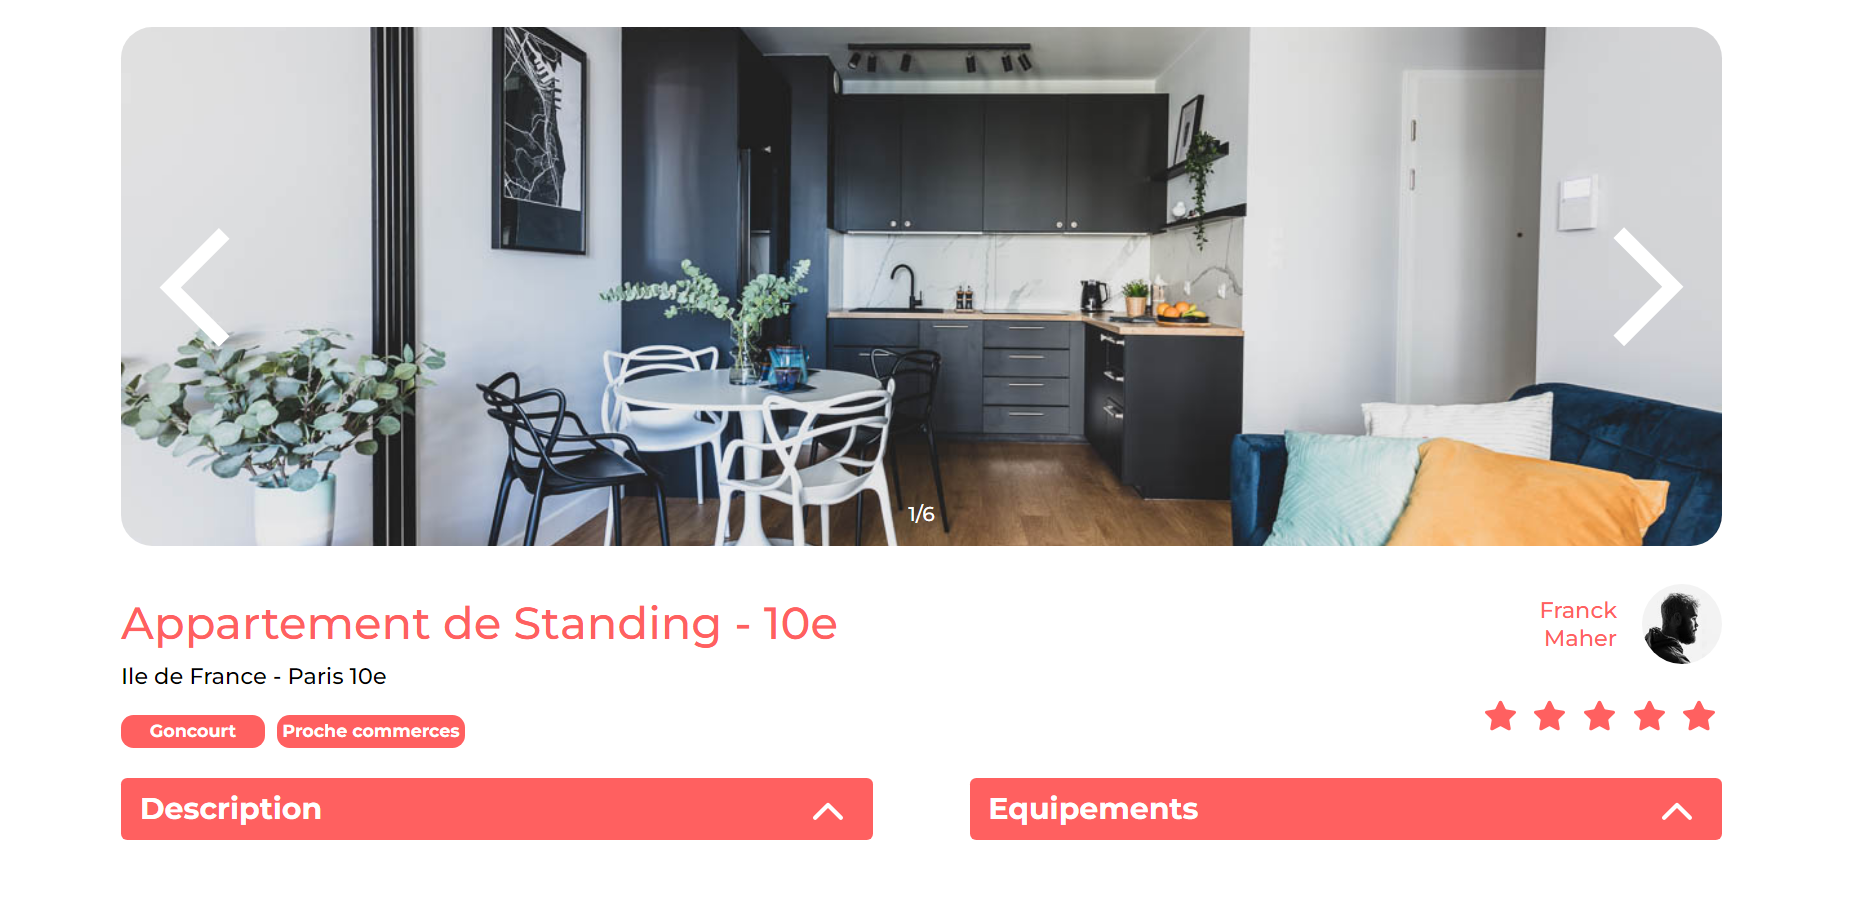 1/6
Appartement de Standing - 10e
Ile de France - Paris 10e
Goncourt
Proche commerces
Franck
Maher
Description
Equipements